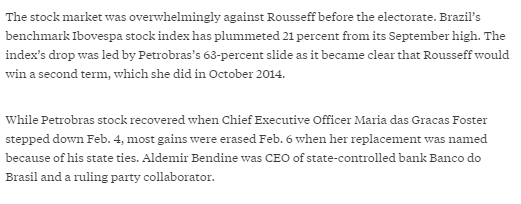 The stock market was overwhelmingly against Rousseff before the electorate. Brazil's
benchmark Ibovespa stock index has plummeted 21 percent from its September high. The
index's drop was led by Petrobras's 63-percent slide as it became clear that Rousseff would
win a second term, which she did in October 2014.
While Petrobras stock recovered when Chief Executive Officer Maria das Gracas Foster
stepped down Feb. 4, most gains were erased Feb. 6 when her replacement was named
because of his state ties. Aldemir Bendine was CEO of state-controlled bank Banco do
Brasil and a ruling party collaborator.